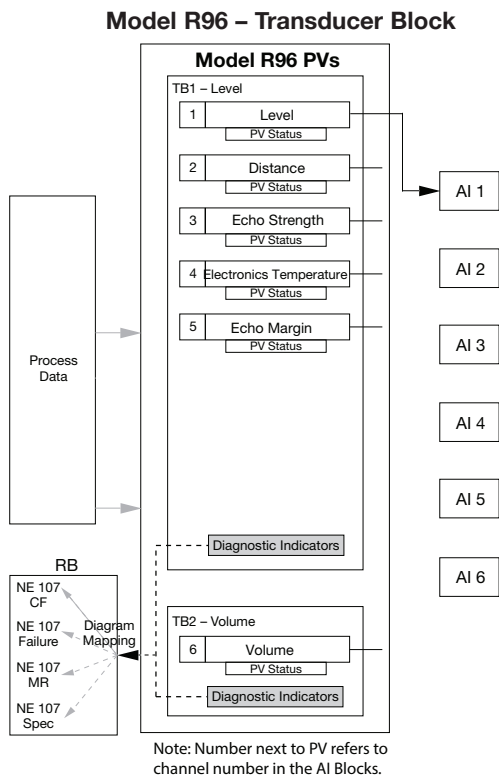 Model R96 – Transducer Block
Model R96 PVs
TB1 – Level
1 Level
PV Status
2 Distance
PV Status
3 Echo Strength
PV Status
4 Electronics Temperature
PV Status
5 Echo Margin
PV Status
Diagnostic Indicators
TB2 – Volume
6 Volume
PV Status
Diagnostic Indicators
Process
Data
RB
NE 107
CF
NE 107
Failure
NE 107
MR
NE 107
Spec
Diagram
Mapping
AI 1
AI 2
AI 3
AI 4
AI 5
AI 6
Note: Number next to PV refers to
channel number in the AI Blocks.